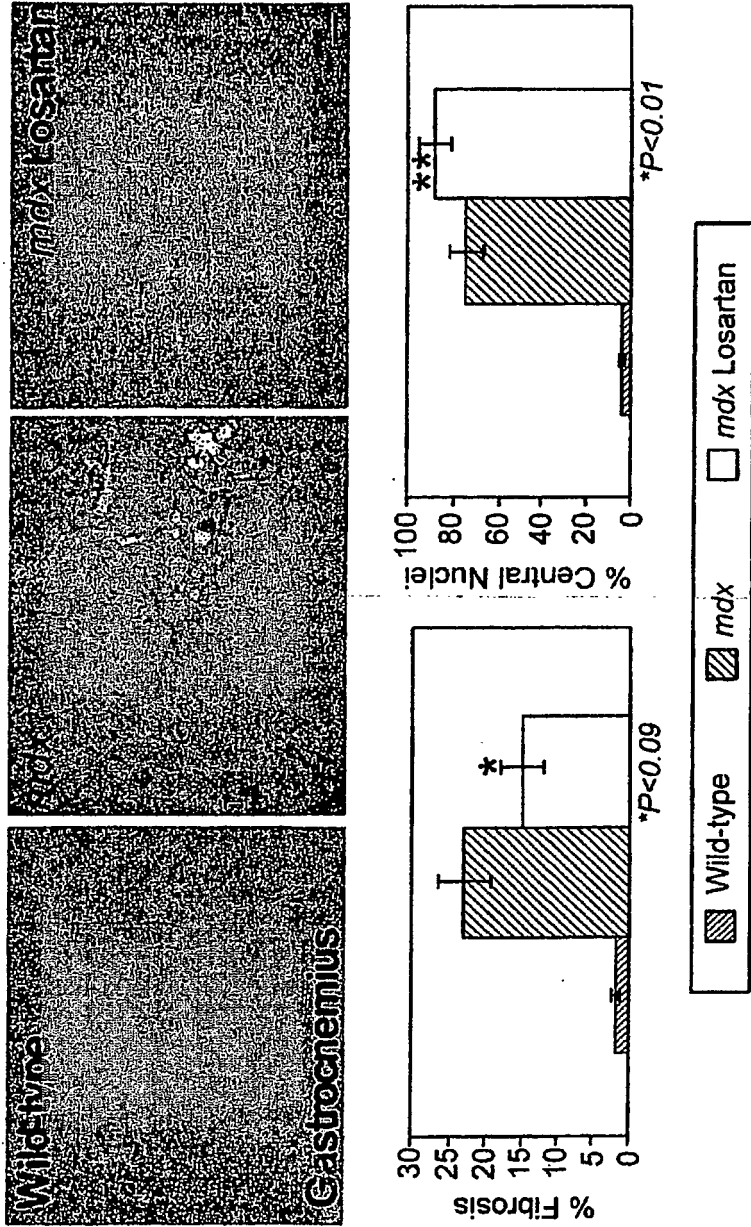 Wild-type
Gastrocnemius
mdx
mdx Losartan
% Fibrosis
30
25
20
15
10
5
0
*
*P<0.09
% Central Nuclei
100
80
60
40
20
0
**
*P<0.01
Wild-type
mdx
mdx Losartan